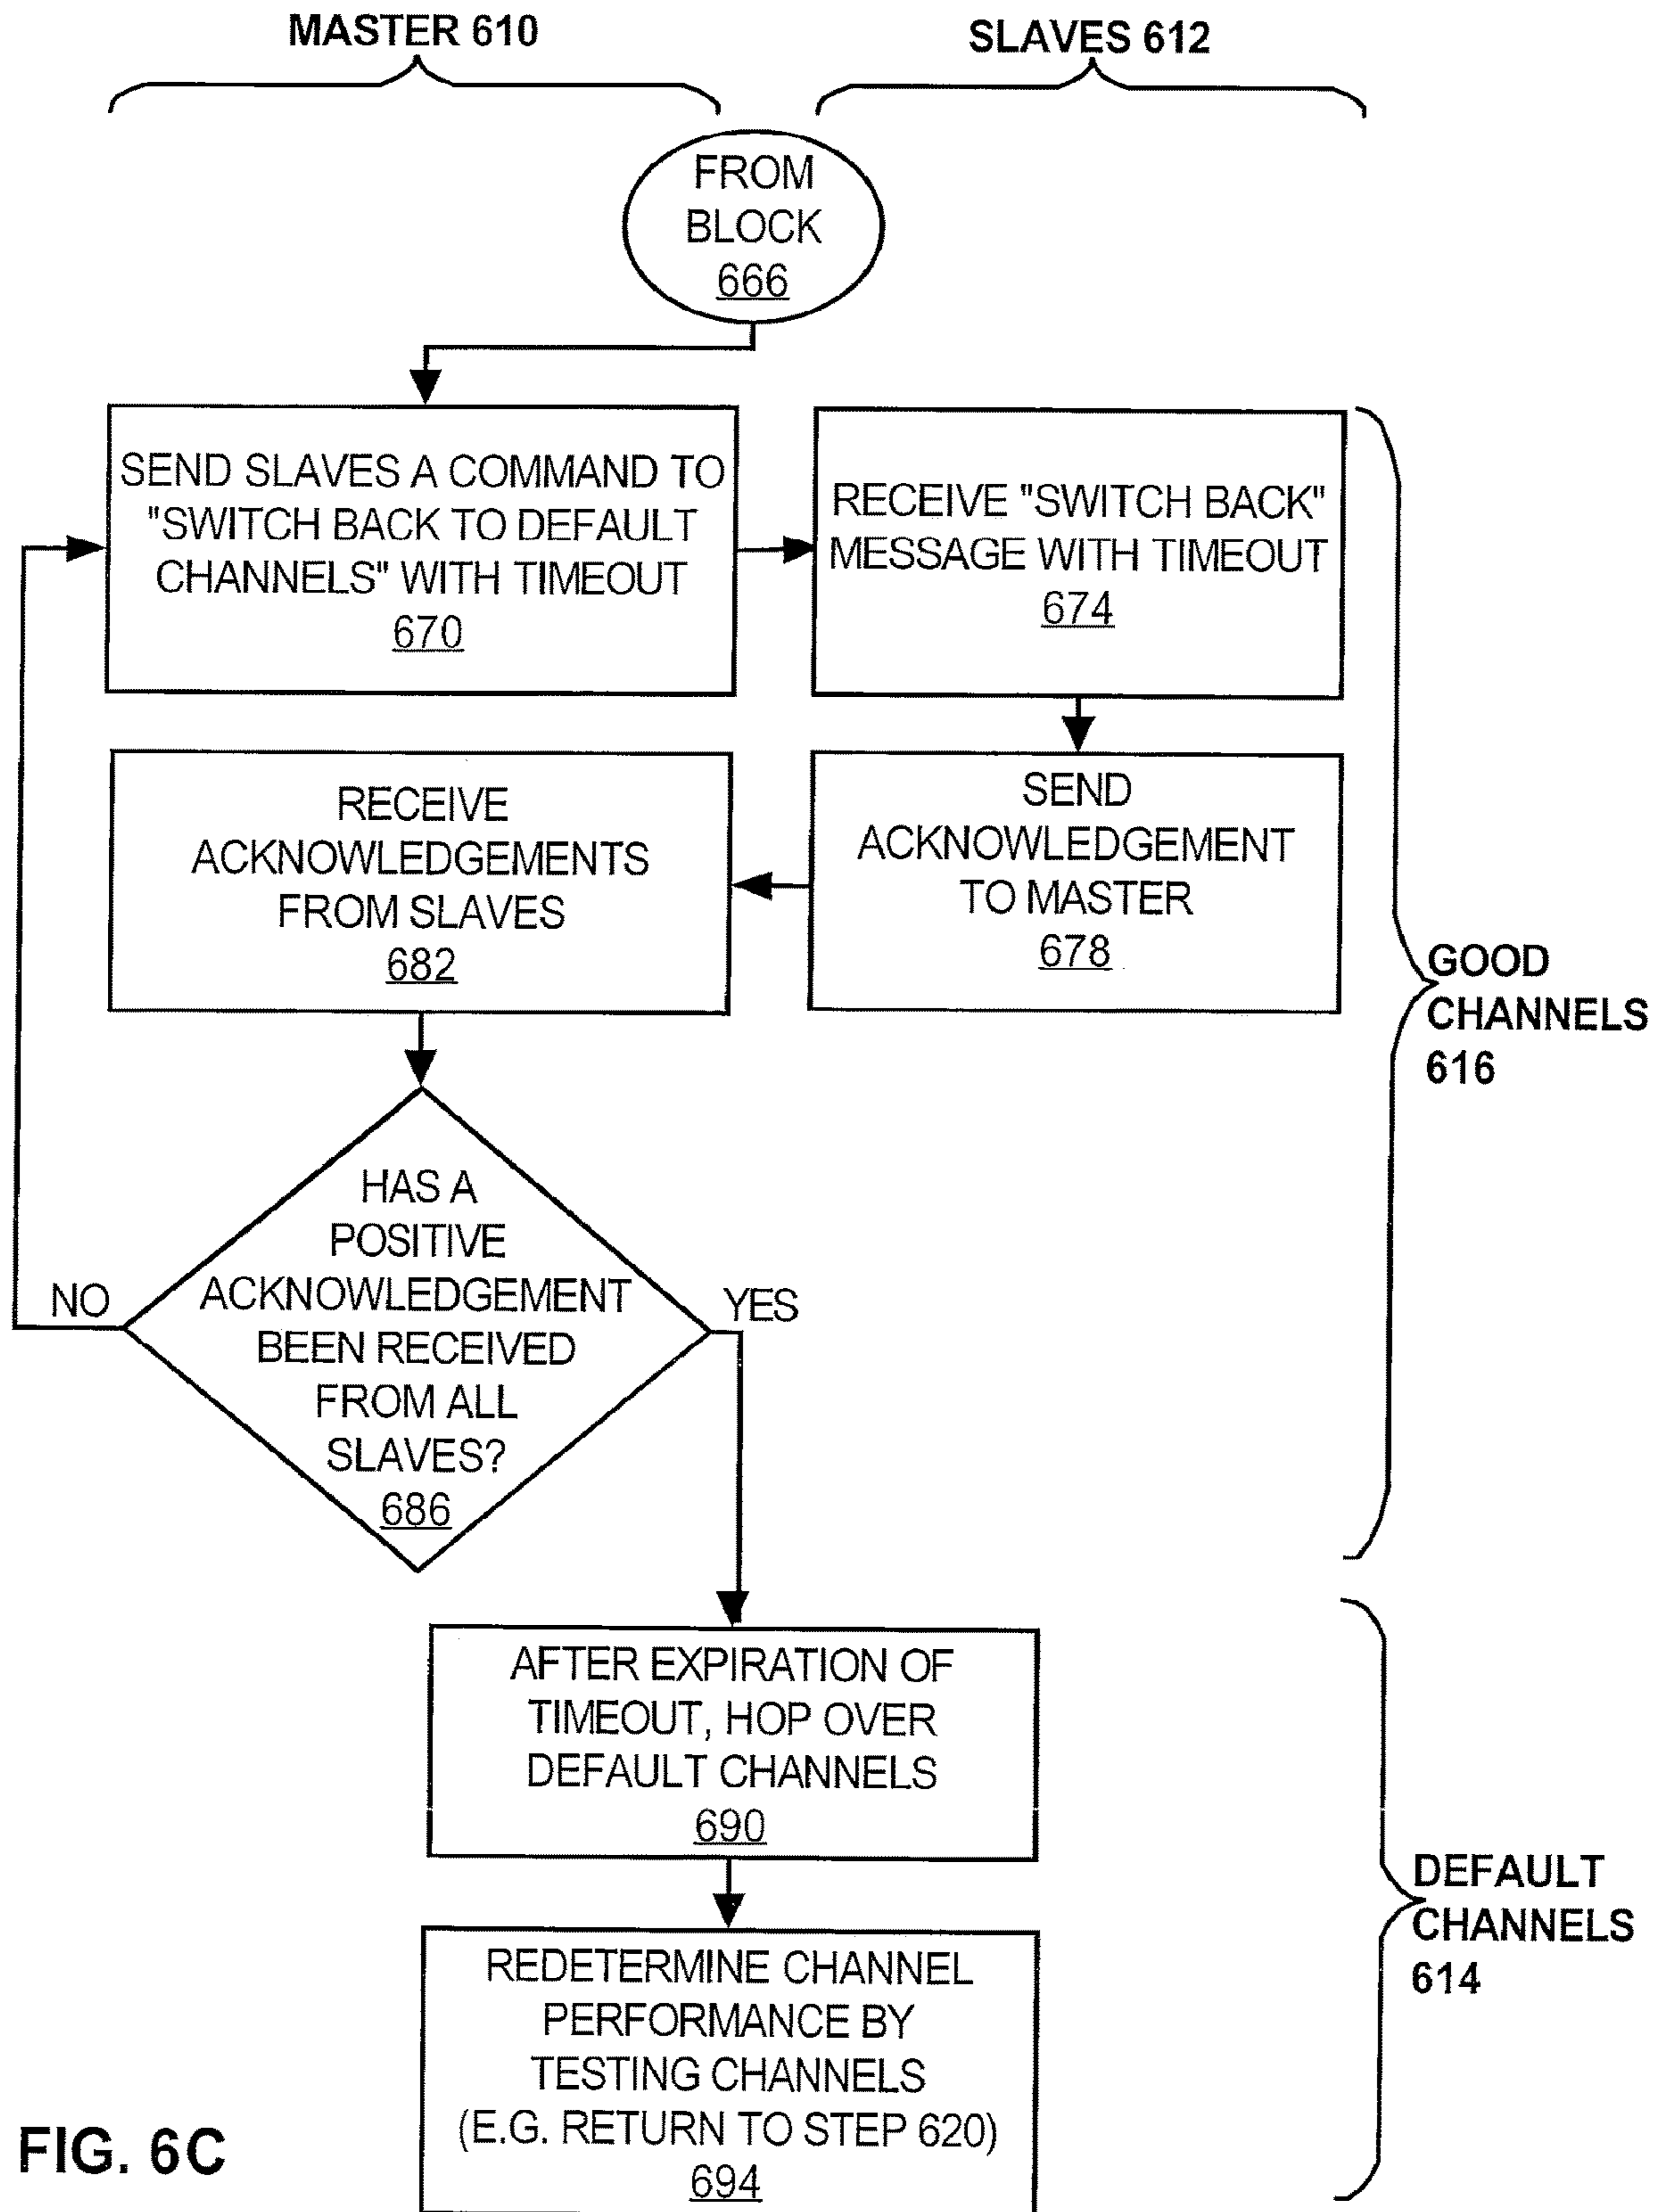 MASTER 610
SLAVES 612
FROM
BLOCK
666
SEND SLAVES A COMMAND TO
"SWITCH BACK TO DEFAULT
CHANNELS" WITH TIMEOUT
670
RECEIVE "SWITCH BACK"
MESSAGE WITH TIMEOUT
674
RECEIVE
ACKNOWLEDGEMENTS
FROM SLAVES
682
SEND
ACKNOWLEDGEMENT
TO MASTER
678
GOOD
CHANNELS
616
HAS A
POSITIVE
ACKNOWLEDGEMENT
BEEN RECEIVED
FROM ALL
SLAVES?
686
NO
YES
AFTER EXPIRATION OF
TIMEOUT, HOP OVER
DEFAULT CHANNELS
690
DEFAULT
CHANNELS
614
REDETERMINE CHANNEL
PERFORMANCE BY
TESTING CHANNELS
(E.G. RETURN TO STEP 620)
694
FIG. 6C